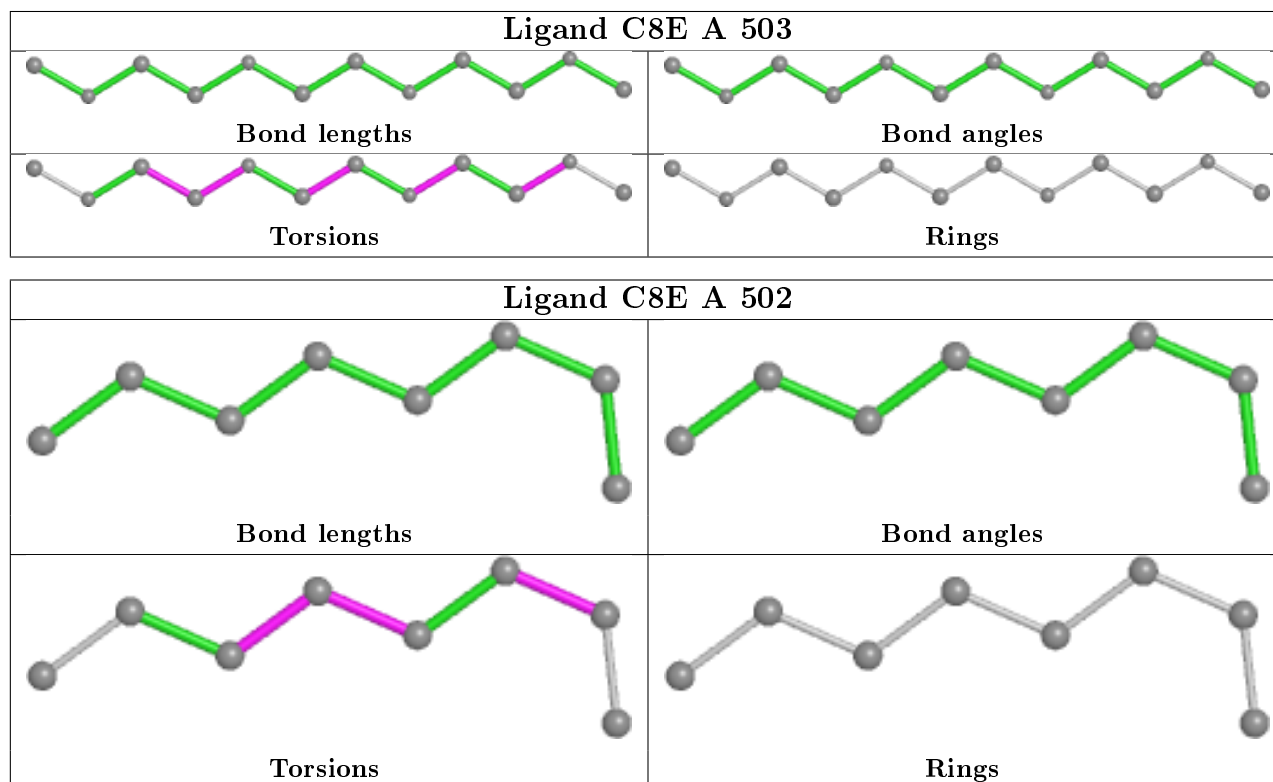 Ligand C8E A 503
Bond lengths
Bond angles
Torsions
Rings
Ligand C8E A 502
Bond lengths
Bond angles
Torsions
Rings